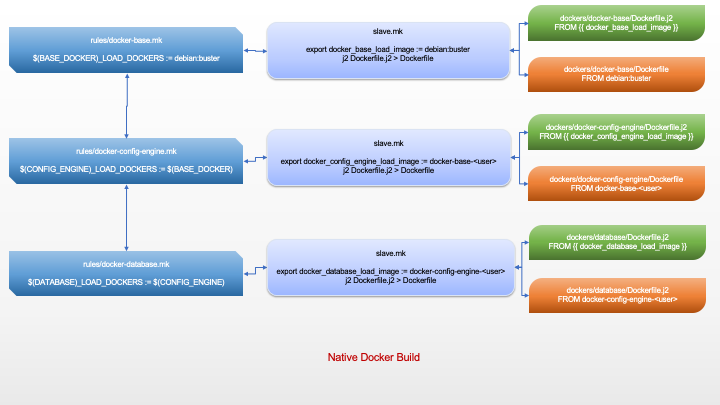 rules/docker-base.mk
$(BASE_DOCKER)_LOAD_DOCKERS := debian:buster
slave.mk
export docker_base_load_image := debian:buster
j2 Dockerfile.j2 > Dockerfile
dockers/docker-base/Dockerfile.j2
FROM {{ docker_base_load_image }}
dockers/docker-base/Dockerfile
FROM debian:buster
rules/docker-config-engine.mk
$(CONFIG_ENGINE)_LOAD_DOCKERS := $(BASE_DOCKER)
slave.mk
export docker_config_engine_load_image := docker-base-<user>
j2 Dockerfile.j2 > Dockerfile
dockers/docker-config-engine/Dockerfile.j2
FROM {{ docker_config_engine_load_image }}
dockers/docker-config-engine/Dockerfile
FROM docker-base-<user>
rules/docker-database.mk
$(DATABASE)_LOAD_DOCKERS := $(CONFIG_ENGINE)
slave.mk
export docker_database_load_image := docker-config-engine-<user>
j2 Dockerfile.j2 > Dockerfile
dockers/database/Dockerfile.j2
FROM {{ docker_database_load_image }}
dockers/database/Dockerfile
FROM docker-config-engine-<user>
Native Docker Build